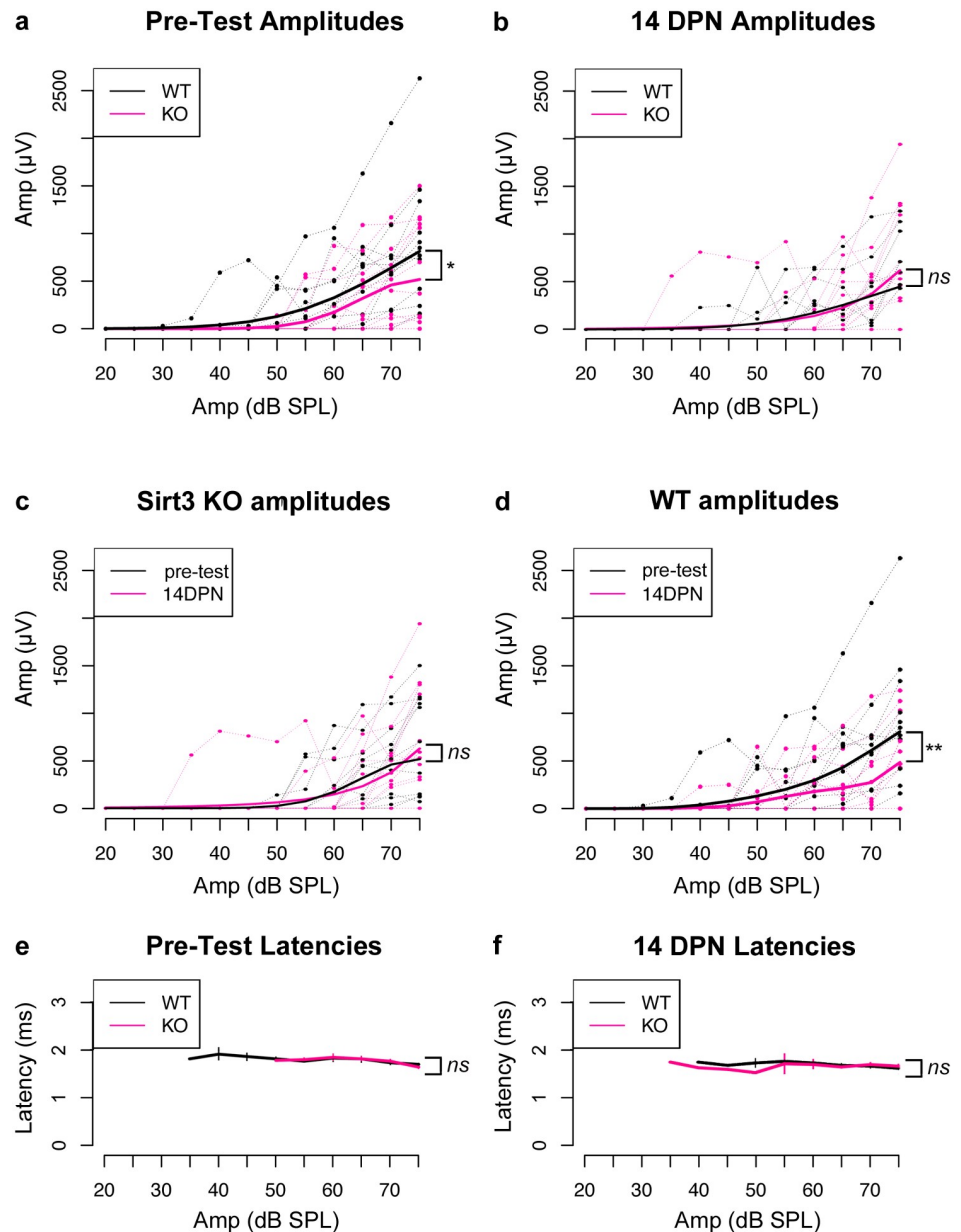 a Pre-Test Amplitudes
WT
KO
Amp (µV)
0 500 1500 2500
*
20 30 40 50 60 70
Amp (dB SPL)
b 14 DPN Amplitudes
WT
KO
Amp (µV)
0 500 1500 2500
ns
20 30 40 50 60 70
Amp (dB SPL)
c Sirt3 KO amplitudes
pre-test
14DPN
Amp (µV)
0 500 1500 2500
ns
20 30 40 50 60 70
Amp (dB SPL)
d WT amplitudes
pre-test
14DPN
Amp (µV)
0 500 1500 2500
**
20 30 40 50 60 70
Amp (dB SPL)
e Pre-Test Latencies
WT
KO
Latency (ms)
0 1 2 3
ns
20 30 40 50 60 70
Amp (dB SPL)
f 14 DPN Latencies
WT
KO
Latency (ms)
0 1 2 3
ns
20 30 40 50 60 70
Amp (dB SPL)